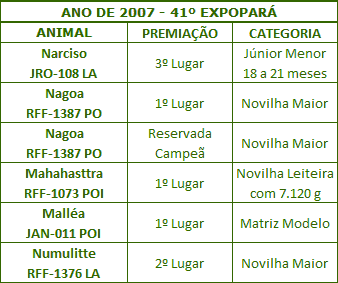 ANO DE 2007 - 41º EXPOPARÁ
ANIMAL PREMIAÇÃO CATEGORIA
Narciso
JRO-108 LA
3º Lugar
Júnior Menor
18 a 21 meses
Nagoa
RFF-1387 PO
1º Lugar
Novilha Maior
Nagoa
RFF-1387 PO
Reservada
Campeã
Novilha Maior
Mahahasttra
RFF-1073 POI
1º Lugar
Novilha Leiteira
com 7.120 g
Malléa
JAN-011 POI
1º Lugar
Matriz Modelo
Numulitte
RFF-1376 LA
2º Lugar
Novilha Maior